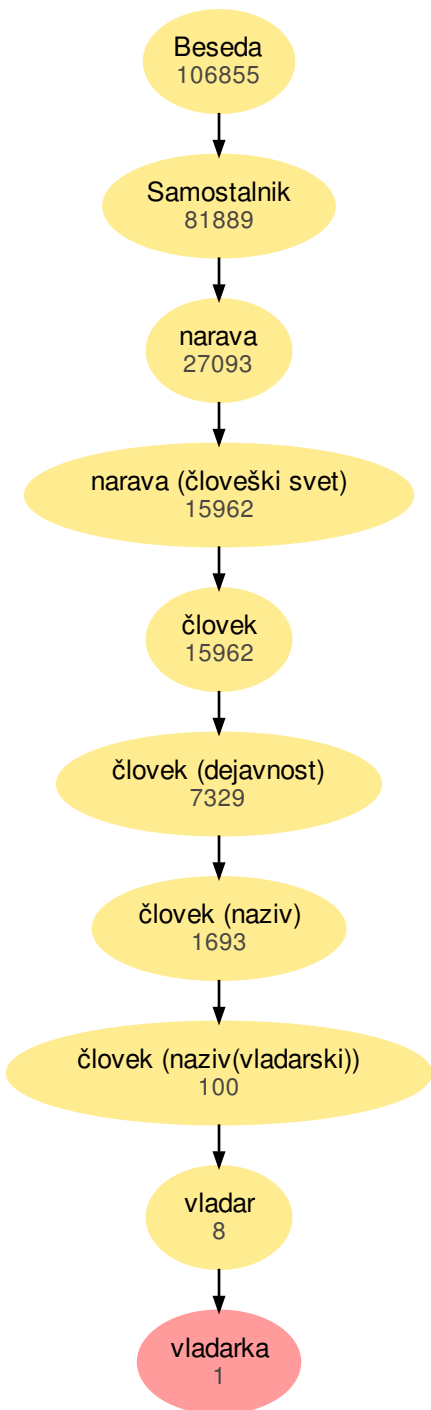 Beseda
106855
Samostalnik
81889
narava
27093
narava (človeški svet)
15962
človek
15962
človek (dejavnost)
7329
človek (naziv)
1693
človek (naziv(vladarski))
100
vladar
8
vladarka
1